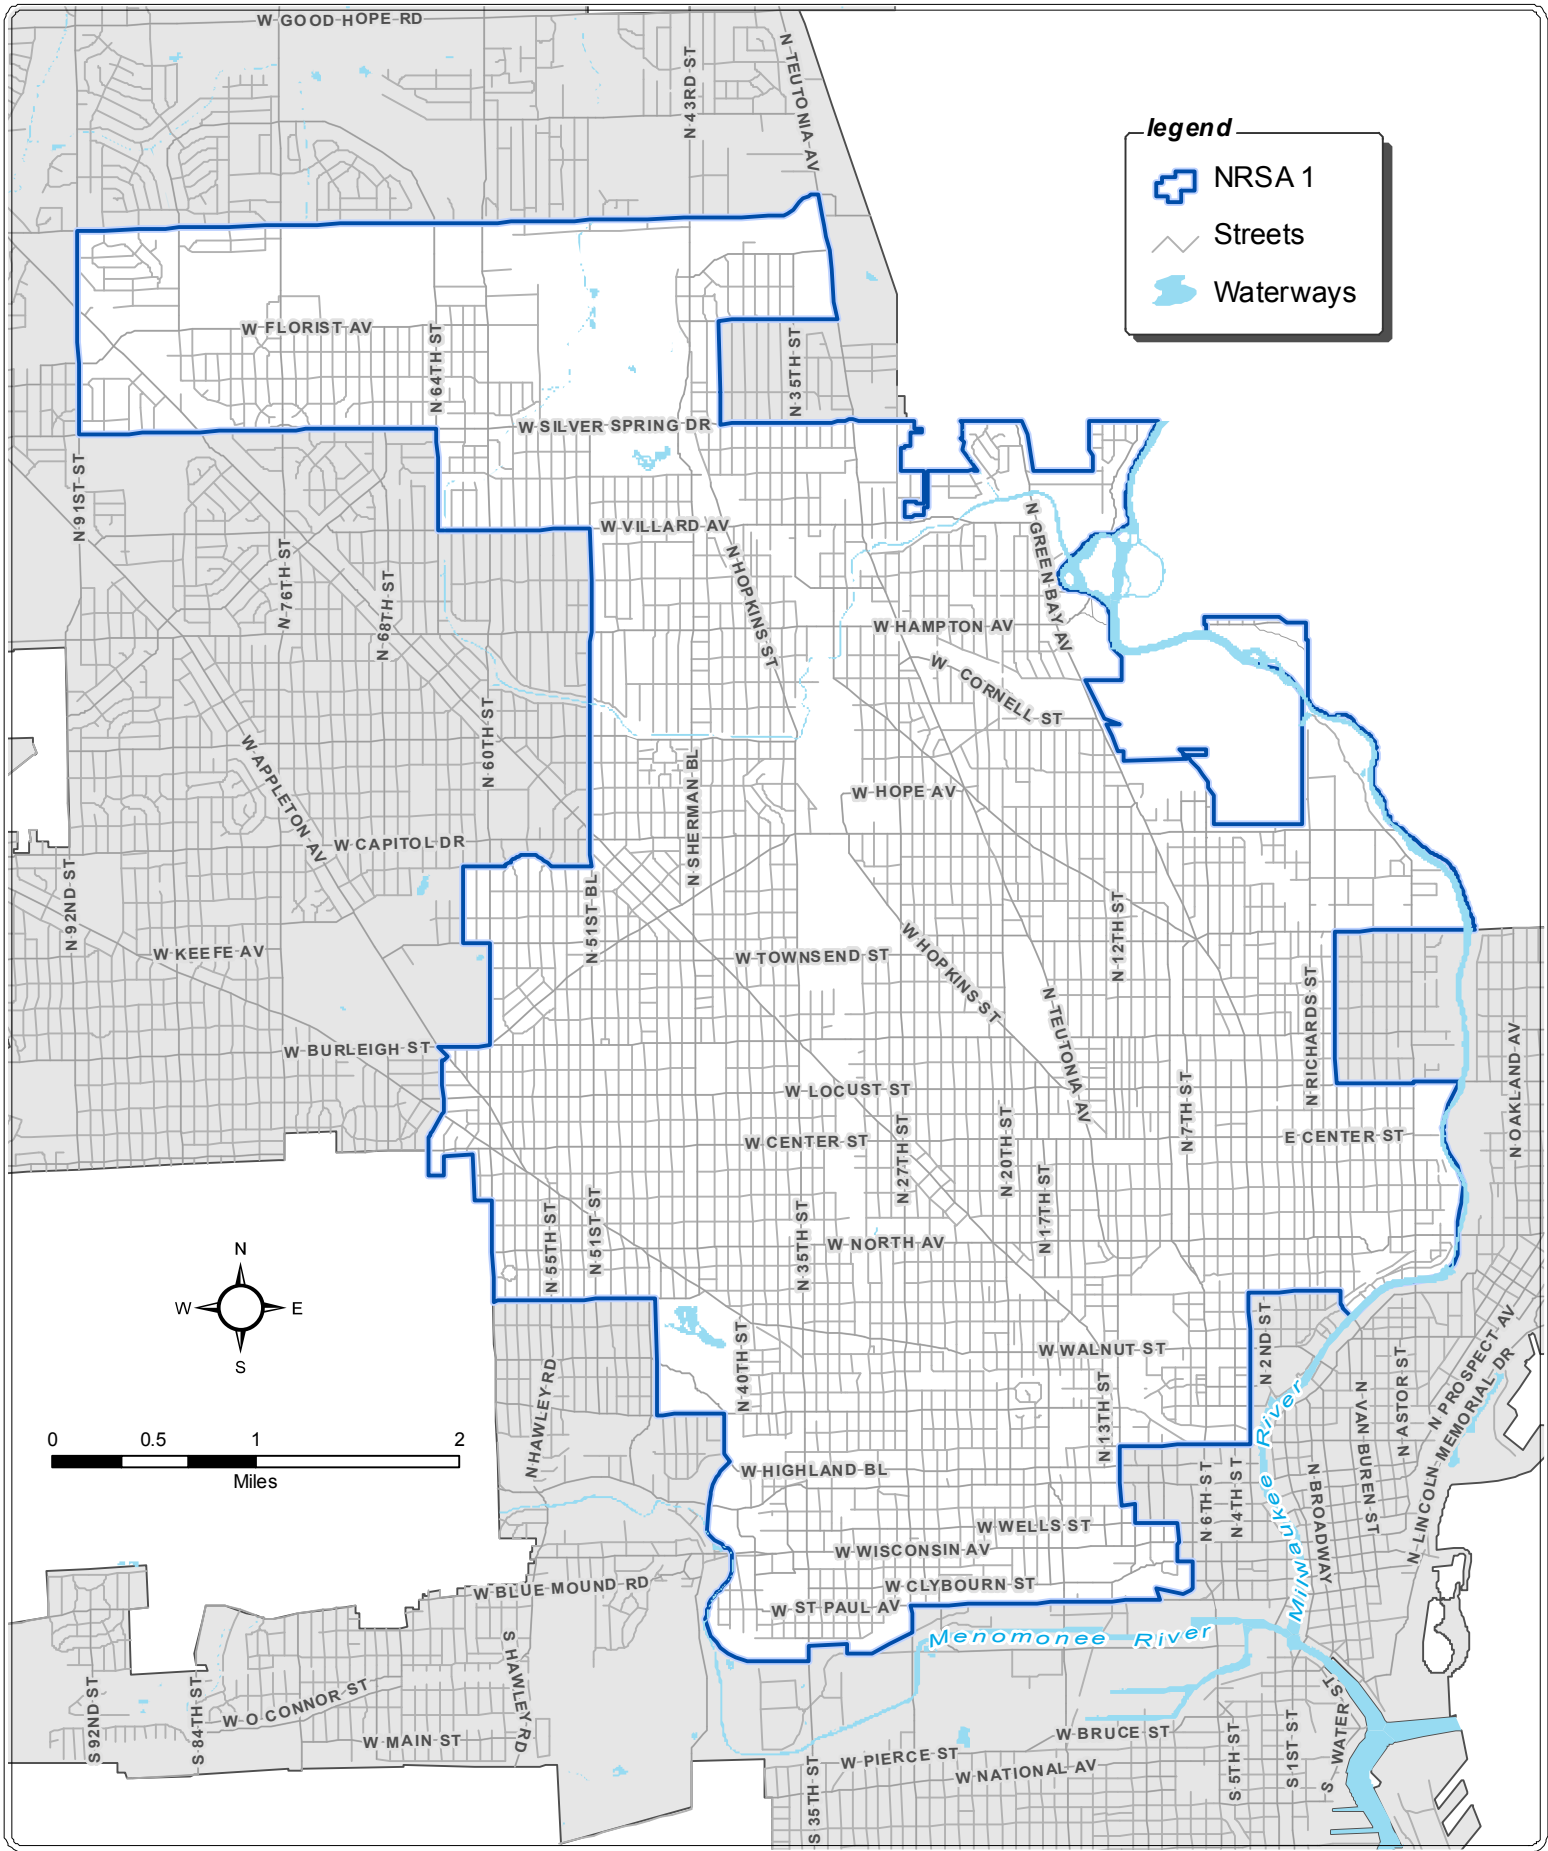 W GOOD HOPE RD
N 43RD ST
N TEUTONIA AV
legend
NRSA 1
Streets
Waterways
W FLORIST AV
N 64TH ST
N 35TH ST
W SILVER SPRING DR
N 91ST ST
W VILLARD AV
N GREEN BAY AV
N 76TH ST
N 68TH ST
N HOPKINS ST
W HAMPTON AV
W CORNELL ST
N 60TH ST
W APPLETON AV
N SHERMAN BL
W HOPE AV
W CAPITOL DR
N 92ND ST
N 51ST BL
W KEEFE AV
W TOWNSEND ST
W HOPKINS ST
N 12TH ST
N TEUTONIA AV
N RICHARDS ST
N OAKLAND AV
W BURLEIGH ST
W LOCUST ST
N 7TH ST
W CENTER ST
N 27TH ST
N 20TH ST
E CENTER ST
N 17TH ST
N 55TH ST
N 51ST ST
N 35TH ST
W NORTH AV
N
W
E
S
N 40TH ST
W WALNUT ST
N 2ND ST
N HAWLEY RD
N 13TH ST
Milwaukee River
N VAN BUREN ST
N ASTOR ST
N PROSPECT AV
N LINCOLN MEMORIAL DR
0 0.5 1 2
Miles
W HIGHLAND BL
N 6TH ST
N 4TH ST
N BROADWAY
W WELLS ST
W WISCONSIN AV
W BLUE MOUND RD
W CLYBOURN ST
W ST PAUL AV
Menomonee River
S HAWLEY RD
S 92ND ST
S 84TH ST
W O CONNOR ST
W MAIN ST
W BRUCE ST
W PIERCE ST
W NATIONAL AV
S 35TH ST
S 5TH ST
S 1ST ST
S WATER ST